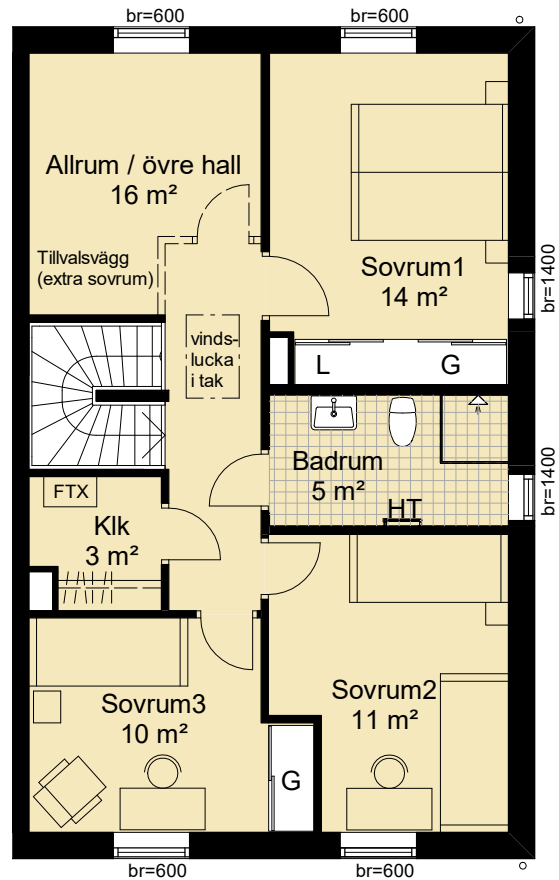 br=600
br=600
Allrum / övre hall
16 m²
Tillvalsvägg
(extra sovrum)
Sovrum1
14 m²
br=1400
vinds-
lucka
i tak
L
G
Badrum
5 m²
HT
br=1400
FTX
Klk
3 m²
Sovrum3
10 m²
Sovrum2
11 m²
G
br=600
br=600